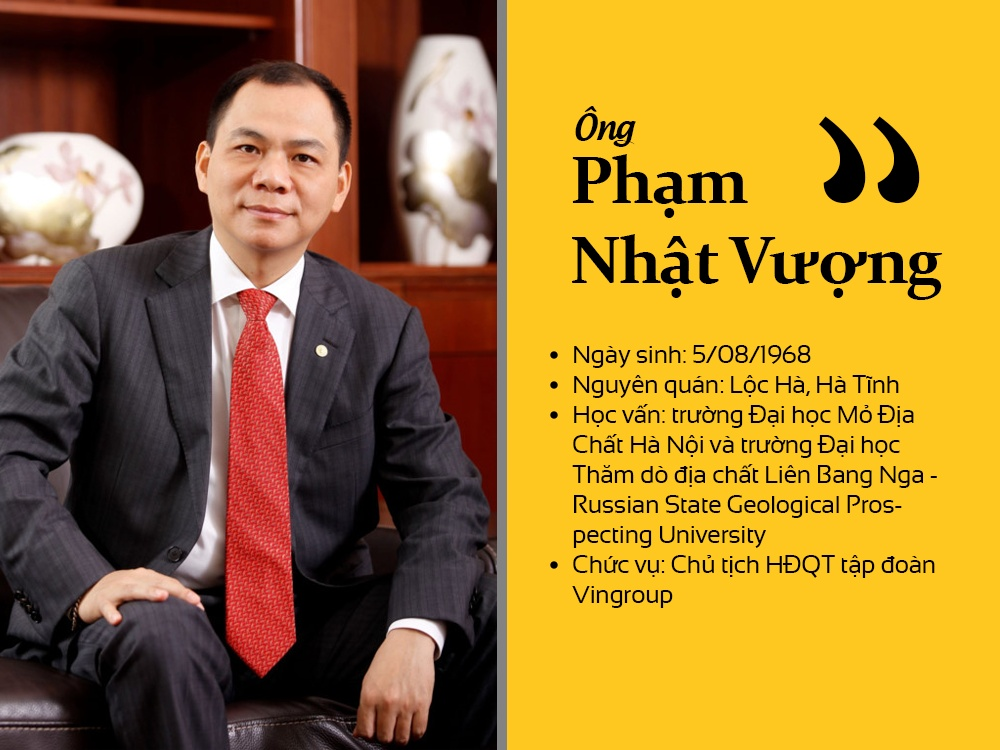 Ông
Phạm
Nhật Vượng
”
• Ngày sinh: 5/08/1968
• Nguyên quán: Lộc Hà, Hà Tĩnh
• Học vấn: trường Đại học Mỏ Địa
Chất Hà Nội và trường Đại học
Thăm dò địa chất Liên Bang Nga -
Russian State Geological Pros-
pecting University
• Chức vụ: Chủ tịch HĐQT tập đoàn
Vingroup